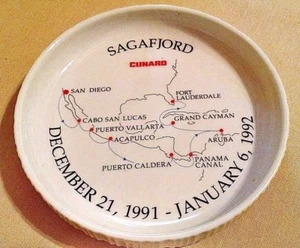 SAGAFJORD
CUNARD
SAN DIEGO
FORT
LAUDERDALE
CABO SAN LUCAS
GRAND CAYMAN
PUERTO VALLARTA
ACAPULCO
ARUBA
PUERTO CALDERA
PANAMA
CANAL
DECEMBER 21, 1991 - JANUARY 6, 1992